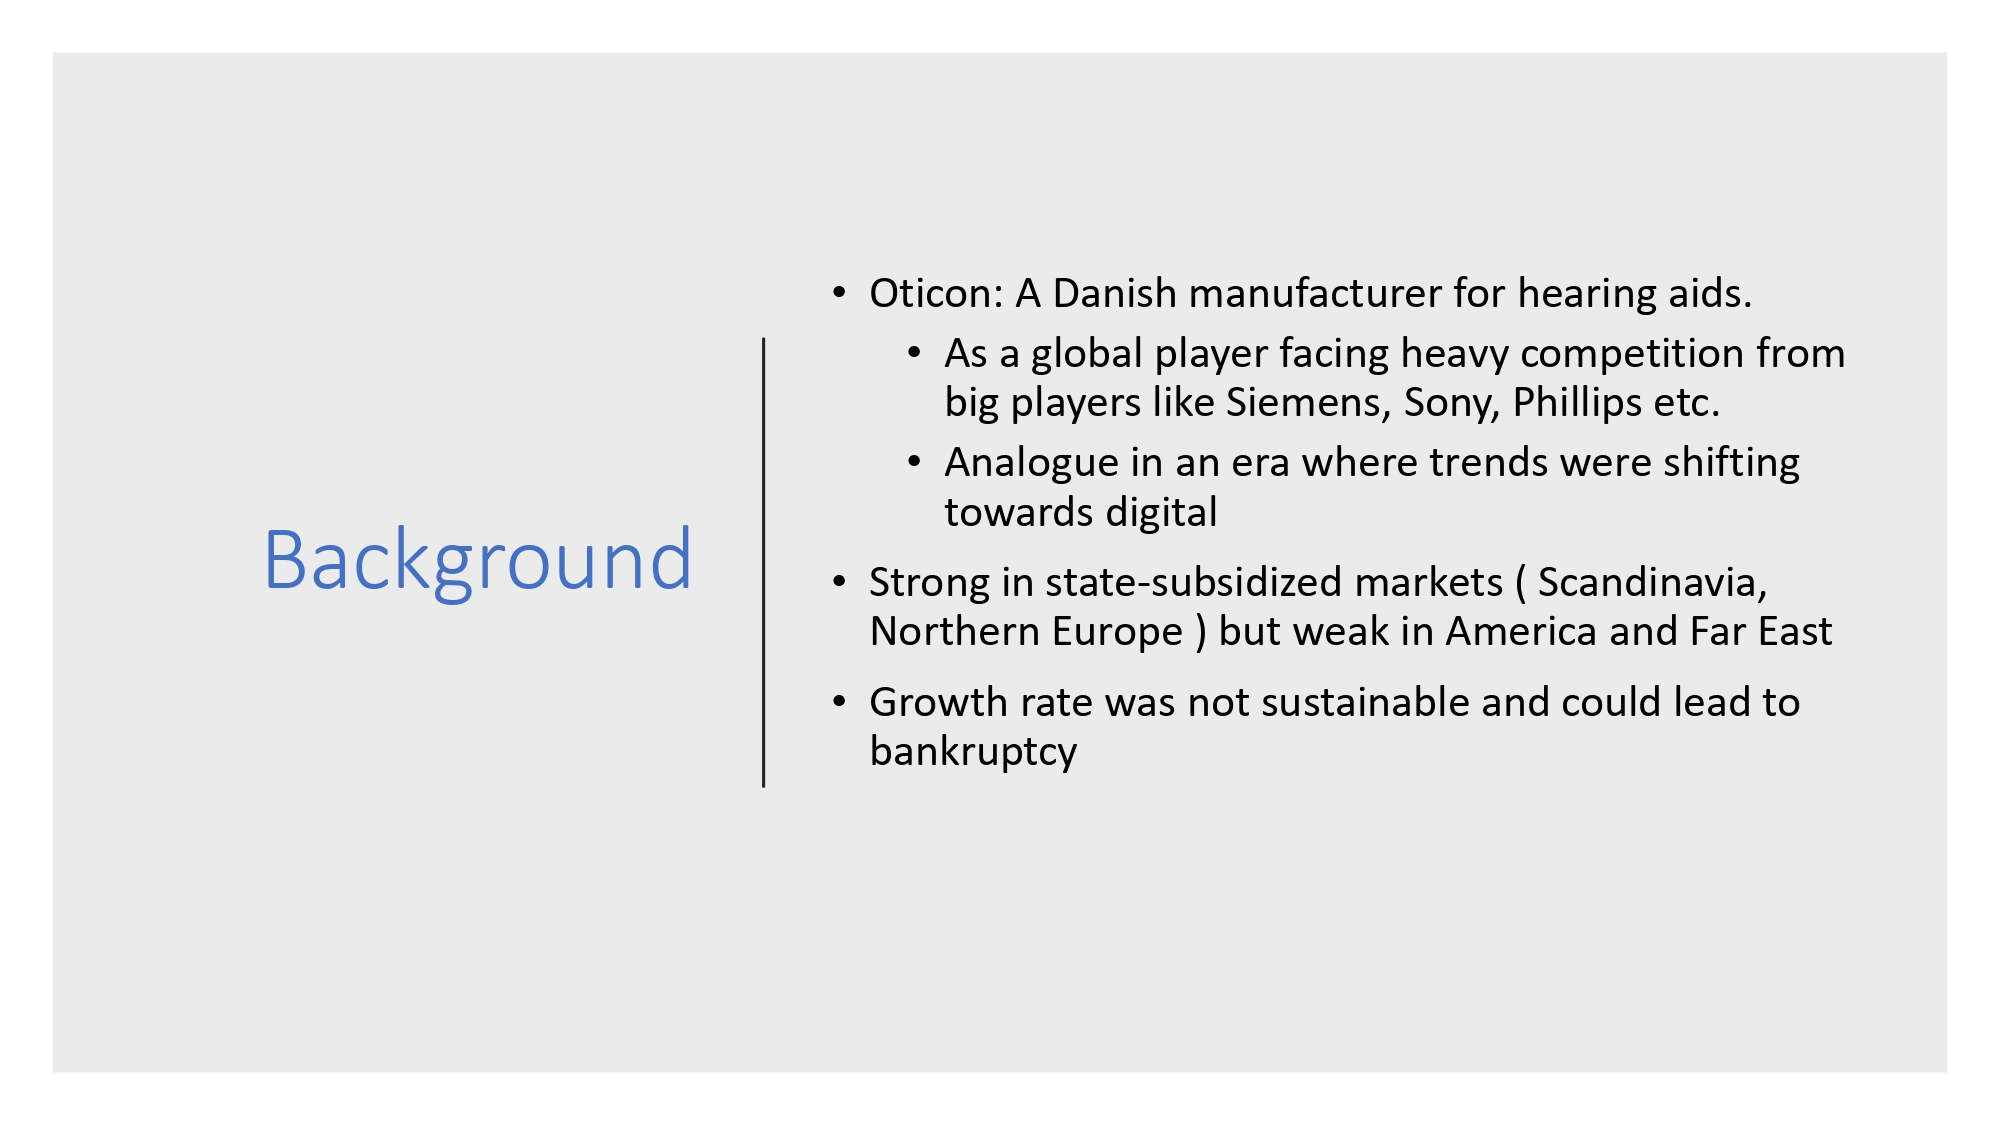 Background
• Oticon: A Danish manufacturer for hearing aids.
• As a global player facing heavy competition from
big players like Siemens, Sony, Phillips etc.
• Analogue in an era where trends were shifting
towards digital
• Strong in state-subsidized markets ( Scandinavia,
Northern Europe ) but weak in America and Far East
• Growth rate was not sustainable and could lead to
bankruptcy